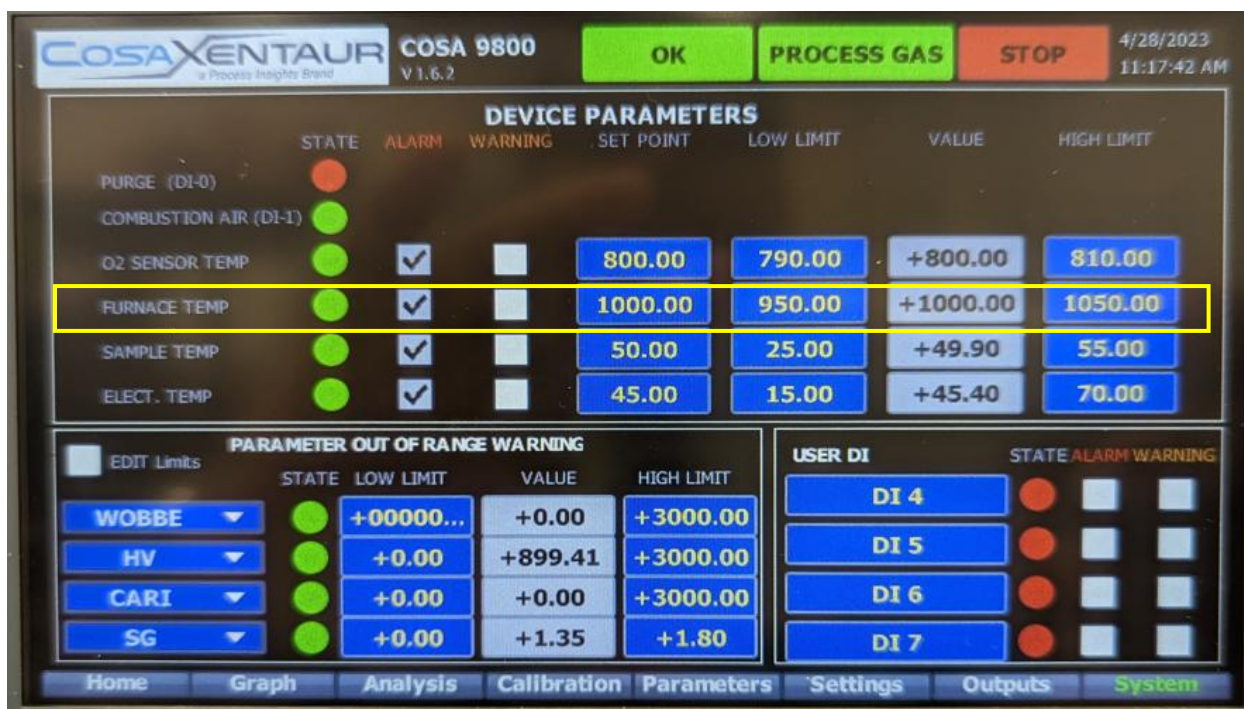 COSAXENTAUR COSA 9800 OK PROCESS GAS STOP 4/28/2023
a Process Insights Brand V 1.6.2 11:17:42 AM
DEVICE PARAMETERS
STATE ALARM WARNING SET POINT LOW LIMIT VALUE HIGH LIMIT
PURGE (DI-0)
COMBUSTION AIR (DI-1)
O2 SENSOR TEMP 800.00 790.00 +800.00 810.00
FURNACE TEMP 1000.00 950.00 +1000.00 1050.00
SAMPLE TEMP 50.00 25.00 +49.90 55.00
ELECT. TEMP 45.00 15.00 +45.40 70.00
EDIT Limits PARAMETER OUT OF RANGE WARNING
STATE LOW LIMIT VALUE HIGH LIMIT
WOBBE +00000... +0.00 +3000.00
HV +0.00 +899.41 +3000.00
CARI +0.00 +0.00 +3000.00
SG +0.00 +1.35 +1.80
USER DI STATE ALARM WARNING
DI 4
DI 5
DI 6
DI 7
Home Graph Analysis Calibration Parameters Settings Outputs System